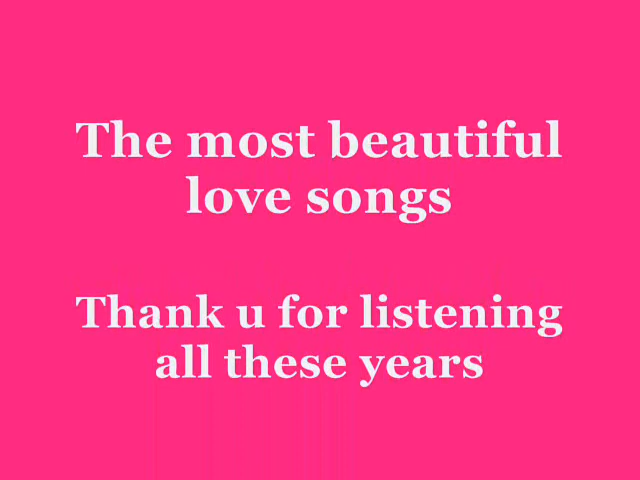 The most beautiful
love songs
Thank u for listening
all these years